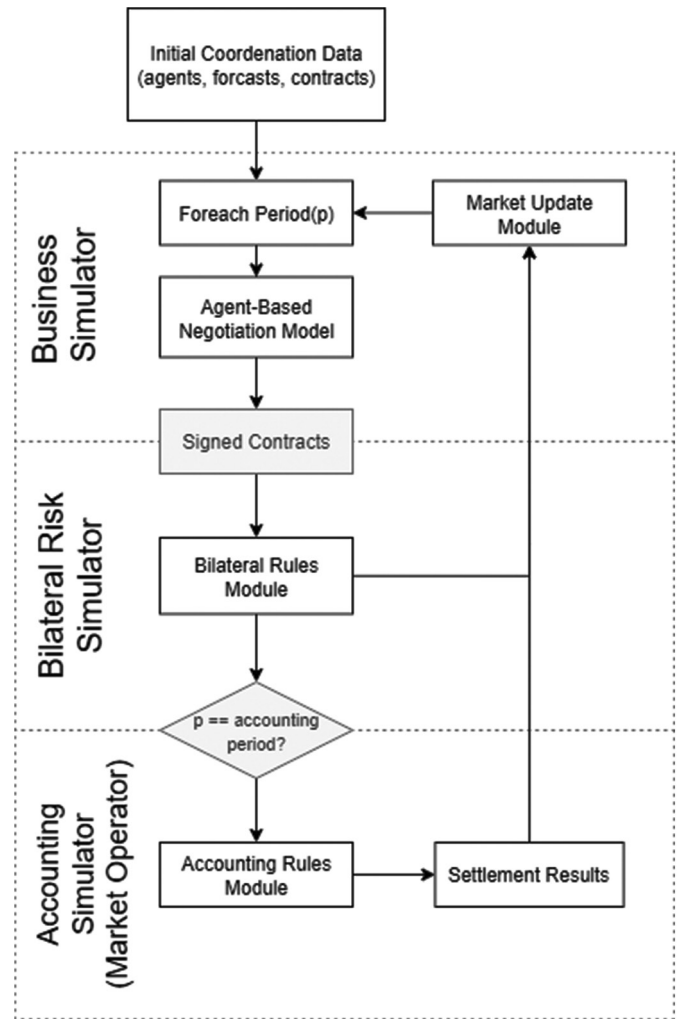 Initial Coordenation Data
(agents, forcasts, contracts)
Business
Simulator
Foreach Period(p)
Market Update
Module
Agent-Based
Negotiation Model
Signed Contracts
Bilateral Risk
Simulator
Bilateral Rules
Module
p == accounting
period?
Accounting
Simulator
(Market Operator)
Accounting Rules
Module
Settlement Results